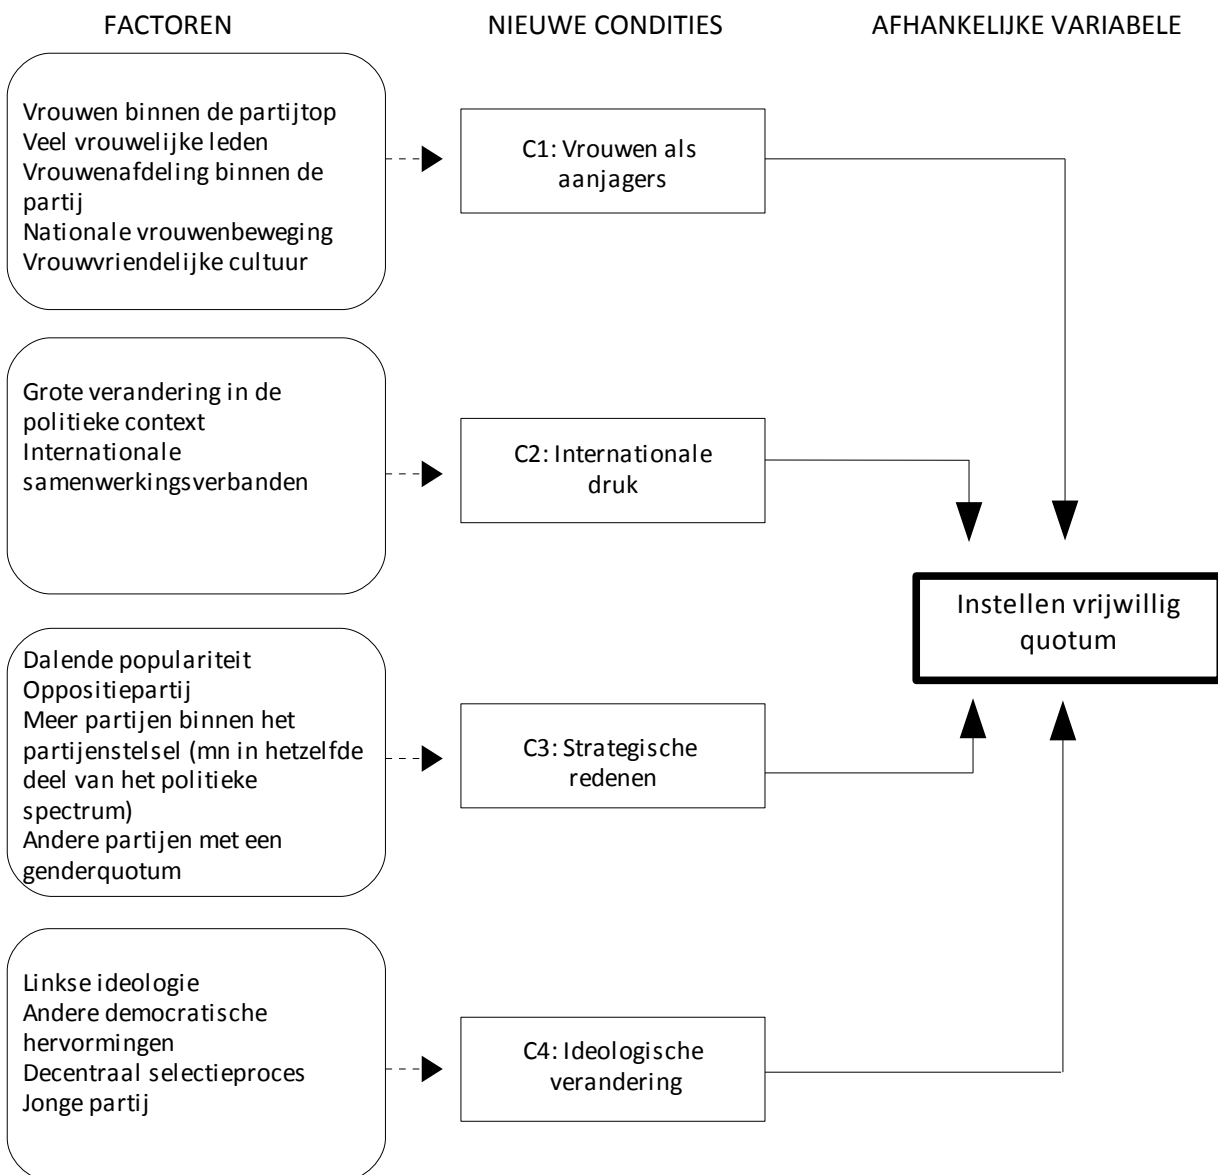 FACTOREN
NIEUWE CONDITIES
AFHANKELIJKE VARIABELE
Vrouwen binnen de partijtop
Veel vrouwelijke leden
Vrouwenafdeling binnen de
partij
Nationale vrouwenbeweging
Vrouwvriendelijke cultuur
C1: Vrouwen als
aanjagers
Grote verandering in de
politieke context
Internationale
samenwerkingsverbanden
C2: Internationale
druk
Instellen vrijwillig
quotum
Dalende populariteit
Oppositiepartij
Meer partijen binnen het
partijenstelsel (mn in hetzelfde
deel van het politieke
spectrum)
Andere partijen met een
genderquotum
C3: Strategische
redenen
Linkse ideologie
Andere democratische
hervormingen
Decentraal selectieproces
Jonge partij
C4: Ideologische
verandering